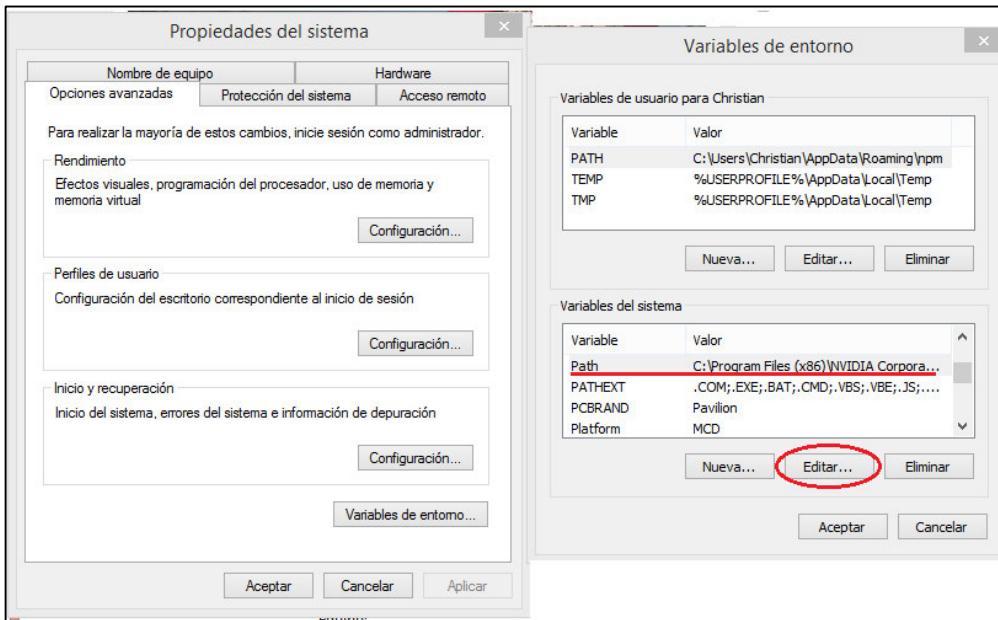 Propiedades del sistema
Nombre de equipo Hardware
Opciones avanzadas Protección del sistema Acceso remoto
Para realizar la mayoría de estos cambios, inicie sesión como administrador.
Rendimiento
Efectos visuales, programación del procesador, uso de memoria y
memoria virtual
Configuración...
Perfiles de usuario
Configuración del escritorio correspondiente al inicio de sesión
Configuración...
Inicio y recuperación
Inicio del sistema, errores del sistema e información de depuración
Configuración...
Variables de entorno...
Aceptar Cancelar Aplicar
Variables de entorno
Variables de usuario para Christian
Variable Valor
PATH C:\Users\Christian\AppData\Roaming\npm
TEMP %USERPROFILE%\AppData\Local\Temp
TMP %USERPROFILE%\AppData\Local\Temp
Nueva... Editar... Eliminar
Variables del sistema
Variable Valor
Path C:\Program Files (x86)\NVIDIA Corpora...
PATHEXT .COM;.EXE;.BAT;.CMD;.VBS;.VBE;.JS;....
PCBRAND Pavilion
Platform MCD
Nueva... Editar... Eliminar
Aceptar Cancelar